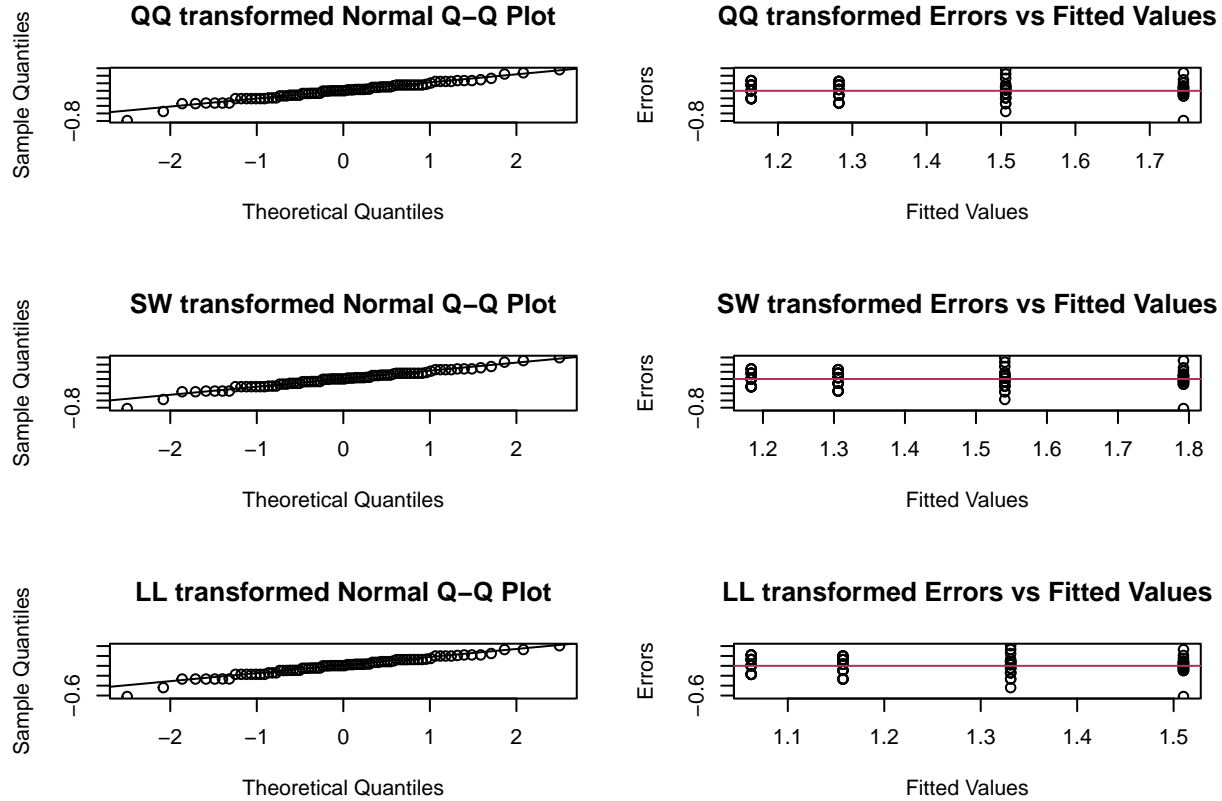 QQ transformed Normal Q−Q Plot
Sample Quantiles
−0.8
−2 −1 0 1 2
Theoretical Quantiles
QQ transformed Errors vs Fitted Values
Errors
−0.8
1.2 1.3 1.4 1.5 1.6 1.7
Fitted Values
SW transformed Normal Q−Q Plot
Sample Quantiles
−0.8
−2 −1 0 1 2
Theoretical Quantiles
SW transformed Errors vs Fitted Values
Errors
−0.8
1.2 1.3 1.4 1.5 1.6 1.7 1.8
Fitted Values
LL transformed Normal Q−Q Plot
Sample Quantiles
−0.6
−2 −1 0 1 2
Theoretical Quantiles
LL transformed Errors vs Fitted Values
Errors
−0.6
1.1 1.2 1.3 1.4 1.5
Fitted Values